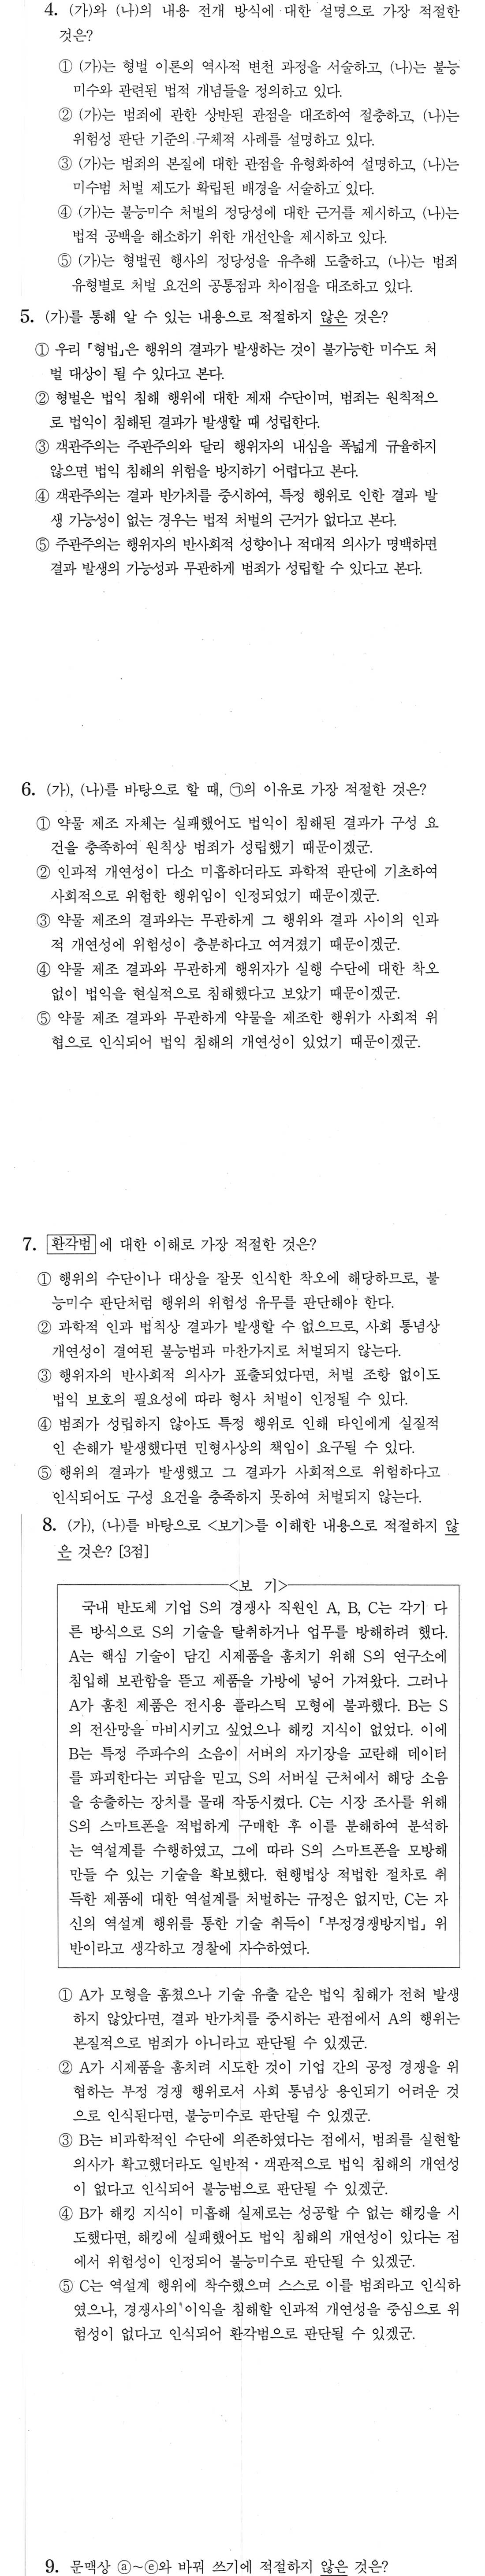 4. (가)와 (나)의 내용 전개 방식에 대한 설명으로 가장 적절한
것은?
① (가)는 형벌 이론의 역사적 변천 과정을 서술하고, (나)는 불능
미수와 관련된 법적 개념들을 정의하고 있다.
② (가)는 범죄에 관한 상반된 관점을 대조하여 절충하고, (나)는
위험성 판단 기준의 구체적 사례를 설명하고 있다.
③ (가)는 범죄의 본질에 대한 관점을 유형화하여 설명하고, (나)는
미수범 처벌 제도가 확립된 배경을 서술하고 있다.
④ (가)는 불능미수 처벌의 정당성에 대한 근거를 제시하고, (나)는
법적 공백을 해소하기 위한 개선안을 제시하고 있다.
⑤ (가)는 형벌권 행사의 정당성을 유추해 도출하고, (나)는 범죄
유형별로 처벌 요건의 공통점과 차이점을 대조하고 있다.
5. (가)를 통해 알 수 있는 내용으로 적절하지 않은 것은?
① 우리 「형법」은 행위의 결과가 발생하는 것이 불가능한 미수도 처
벌 대상이 될 수 있다고 본다.
② 형벌은 법익 침해 행위에 대한 제재 수단이며, 범죄는 원칙적으
로 법익이 침해된 결과가 발생할 때 성립한다.
③ 객관주의는 주관주의와 달리 행위자의 내심을 폭넓게 규율하지
않으면 법익 침해의 위험을 방지하기 어렵다고 본다.
④ 객관주의는 결과 반가치를 중시하여, 특정 행위로 인한 결과 발
생 가능성이 없는 경우는 법적 처벌의 근거가 없다고 본다.
⑤ 주관주의는 행위자의 반사회적 성향이나 적대적 의사가 명백하면
결과 발생의 가능성과 무관하게 범죄가 성립할 수 있다고 본다.
6. (가), (나)를 바탕으로 할 때, ㉠의 이유로 가장 적절한 것은?
① 약물 제조 자체는 실패했어도 법익이 침해된 결과가 구성 요
건을 충족하여 원칙상 범죄가 성립했기 때문이겠군.
② 인과적 개연성이 다소 미흡하더라도 과학적 판단에 기초하여
사회적으로 위험한 행위임이 인정되었기 때문이겠군.
③ 약물 제조의 결과와는 무관하게 그 행위와 결과 사이의 인과
적 개연성에 위험성이 충분하다고 여겨졌기 때문이겠군.
④ 약물 제조 결과와 무관하게 행위자가 실행 수단에 대한 착오
없이 법익을 현실적으로 침해했다고 보았기 때문이겠군.
⑤ 약물 제조 결과와 무관하게 약물을 제조한 행위가 사회적 위
협으로 인식되어 법익 침해의 개연성이 있었기 때문이겠군.
7. 환각범에 대한 이해로 가장 적절한 것은?
① 행위의 수단이나 대상을 잘못 인식한 착오에 해당하므로, 불
능미수 판단처럼 행위의 위험성 유무를 판단해야 한다.
② 과학적 인과 법칙상 결과가 발생할 수 없으므로, 사회 통념상
개연성이 결여된 불능범과 마찬가지로 처벌되지 않는다.
③ 행위자의 반사회적 의사가 표출되었다면, 처벌 조항 없이도
법익 보호의 필요성에 따라 형사 처벌이 인정될 수 있다.
④ 범죄가 성립하지 않아도 특정 행위로 인해 타인에게 실질적
인 손해가 발생했다면 민형사상의 책임이 요구될 수 있다.
⑤ 행위의 결과가 발생했고 그 결과가 사회적으로 위험하다고
인식되어도 구성 요건을 충족하지 못하여 처벌되지 않는다.
8. (가), (나)를 바탕으로 <보기>를 이해한 내용으로 적절하지 않
은 것은? [3점]
<보 기>
국내 반도체 기업 S의 경쟁사 직원인 A, B, C는 각기 다
른 방식으로 S의 기술을 탈취하거나 업무를 방해하려 했다.
A는 핵심 기술이 담긴 시제품을 훔치기 위해 S의 연구소에
침입해 보관함을 뜯고 제품을 가방에 넣어 가져왔다. 그러나
A가 훔친 제품은 전시용 플라스틱 모형에 불과했다. B는 S
의 전산망을 마비시키고 싶었으나 해킹 지식이 없었다. 이에
B는 특정 주파수의 소음이 서버의 자기장을 교란해 데이터
를 파괴한다는 괴담을 믿고, S의 서버실 근처에서 해당 소음
을 송출하는 장치를 몰래 작동시켰다. C는 시장 조사를 위해
S의 스마트폰을 적법하게 구매한 후 이를 분해하여 분석하
는 역설계를 수행하였고, 그에 따라 S의 스마트폰을 모방해
만들 수 있는 기술을 확보했다. 현행법상 적법한 절차로 취
득한 제품에 대한 역설계를 처벌하는 규정은 없지만, C는 자
신의 역설계 행위를 통한 기술 취득이 「부정경쟁방지법」 위
반이라고 생각하고 경찰에 자수하였다.
① A가 모형을 훔쳤으나 기술 유출 같은 법익 침해가 전혀 발생
하지 않았다면, 결과 반가치를 중시하는 관점에서 A의 행위는
본질적으로 범죄가 아니라고 판단될 수 있겠군.
② A가 시제품을 훔치려 시도한 것이 기업 간의 공정 경쟁을 위
협하는 부정 경쟁 행위로서 사회 통념상 용인되기 어려운 것
으로 인식된다면, 불능미수로 판단될 수 있겠군.
③ B는 비과학적인 수단에 의존하였다는 점에서, 범죄를 실현할
의사가 확고했더라도 일반적·객관적으로 법익 침해의 개연성
이 없다고 인식되어 불능범으로 판단될 수 있겠군.
④ B가 해킹 지식이 미흡해 실제로는 성공할 수 없는 해킹을 시
도했다면, 해킹에 실패했어도 법익 침해의 개연성이 있다는 점
에서 위험성이 인정되어 불능미수로 판단될 수 있겠군.
⑤ C는 역설계 행위에 착수했으며 스스로 이를 범죄라고 인식하
였으나, 경쟁사의 이익을 침해할 인과적 개연성을 중심으로 위
험성이 없다고 인식되어 환각범으로 판단될 수 있겠군.
9. 문맥상 ⓐ~ⓔ와 바꿔 쓰기에 적절하지 않은 것은?